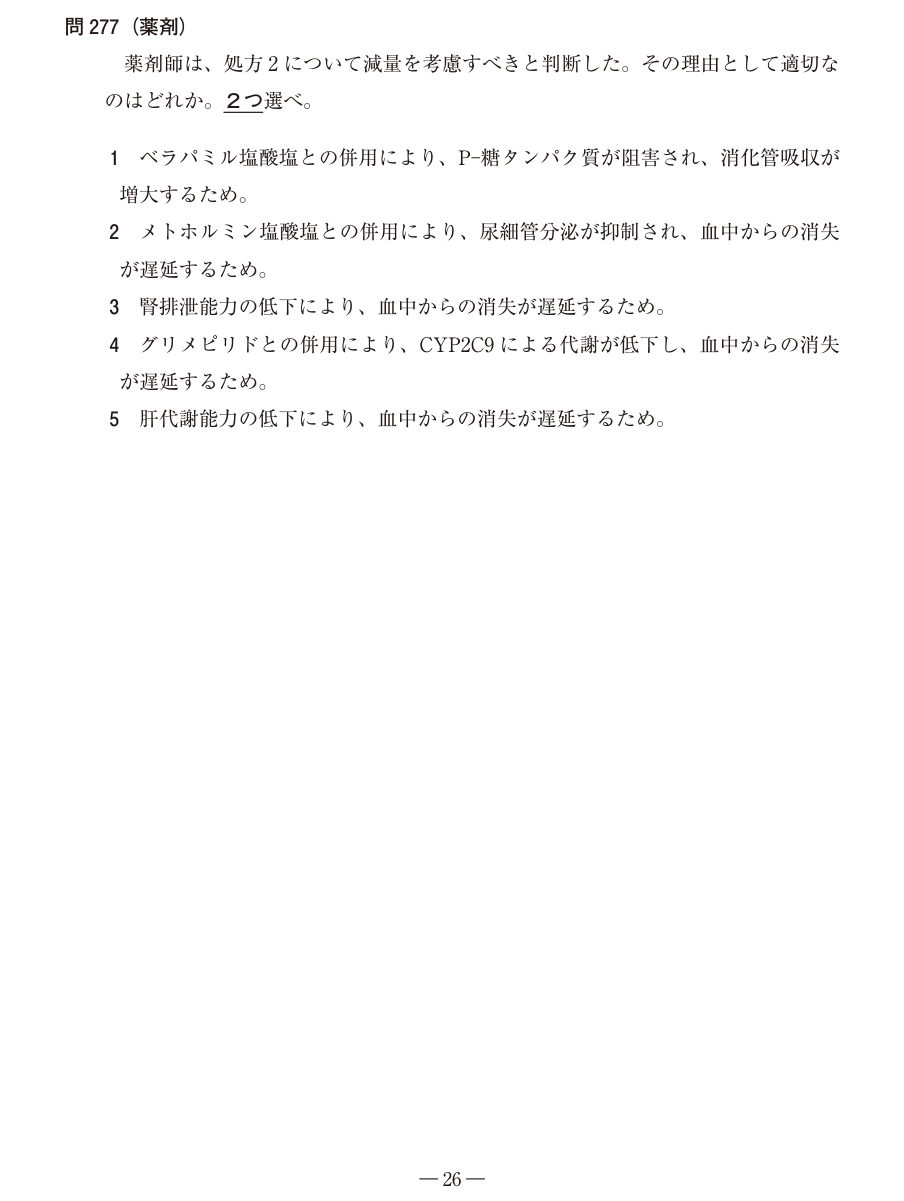 問 277（薬剤）
薬剤師は、処方２について減量を考慮すべきと判断した。その理由として適切な
のはどれか。２つ選べ。
1　ベラパミル塩酸塩との併用により、P-糖タンパク質が阻害され、消化管吸収が
増大するため。
2　メトホルミン塩酸塩との併用により、尿細管分泌が抑制され、血中からの消失
が遅延するため。
3　腎排泄能力の低下により、血中からの消失が遅延するため。
4　グリメピリドとの併用により、CYP2C9 による代謝が低下し、血中からの消失
が遅延するため。
5　肝代謝能力の低下により、血中からの消失が遅延するため。
― 26 ―